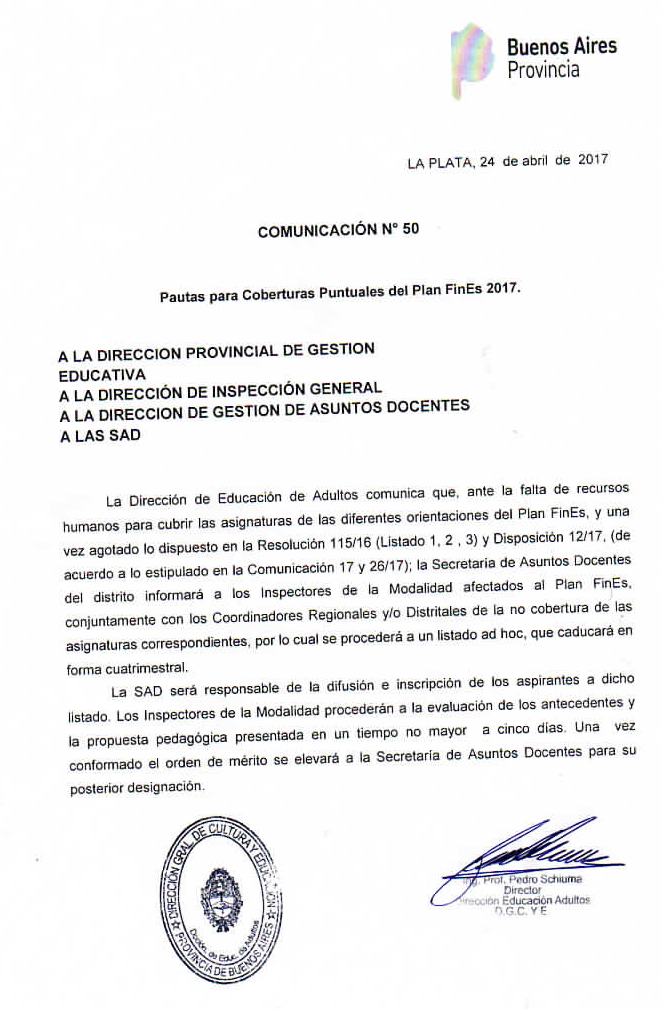 Buenos Aires
Provincia
LA PLATA, 24 de abril de 2017
COMUNICACIÓN N° 50
Pautas para Coberturas Puntuales del Plan FinEs 2017.
A LA DIRECCION PROVINCIAL DE GESTION
EDUCATIVA
A LA DIRECCIÓN DE INSPECCIÓN GENERAL
A LA DIRECCION DE GESTION DE ASUNTOS DOCENTES
A LAS SAD
La Dirección de Educación de Adultos comunica que, ante la falta de recursos
humanos para cubrir las asignaturas de las diferentes orientaciones del Plan FinEs, y una
vez agotado lo dispuesto en la Resolución 115/16 (Listado 1, 2 , 3) y Disposición 12/17, (de
acuerdo a lo estipulado en la Comunicación 17 y 26/17); la Secretaría de Asuntos Docentes
del distrito informará a los Inspectores de la Modalidad afectados al Plan FinEs,
conjuntamente con los Coordinadores Regionales y/o Distritales de la no cobertura de las
asignaturas correspondientes, por lo cual se procederá a un listado ad hoc, que caducará en
forma cuatrimestral.
La SAD será responsable de la difusión e inscripción de los aspirantes a dicho
listado. Los Inspectores de la Modalidad procederán a la evaluación de los antecedentes y
la propuesta pedagógica presentada en un tiempo no mayor a cinco días. Una vez
conformado el orden de mérito se elevará a la Secretaría de Asuntos Docentes para su
posterior designación.
DIRECCIÓN GRAL. DE CULTURA Y EDUCACIÓN
Dcción. de Educ. de Adultos
PROVINCIA DE BUENOS AIRES
Ing. Prof. Pedro Schiuma
Director
Dirección Educación Adultos
D.G.C. Y E.